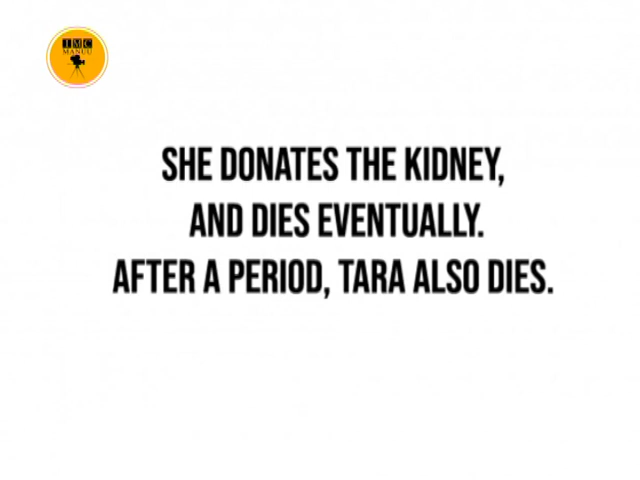 IMC
MANUU
SHE DONATES THE KIDNEY,
AND DIES EVENTUALLY.
AFTER A PERIOD, TARA ALSO DIES.